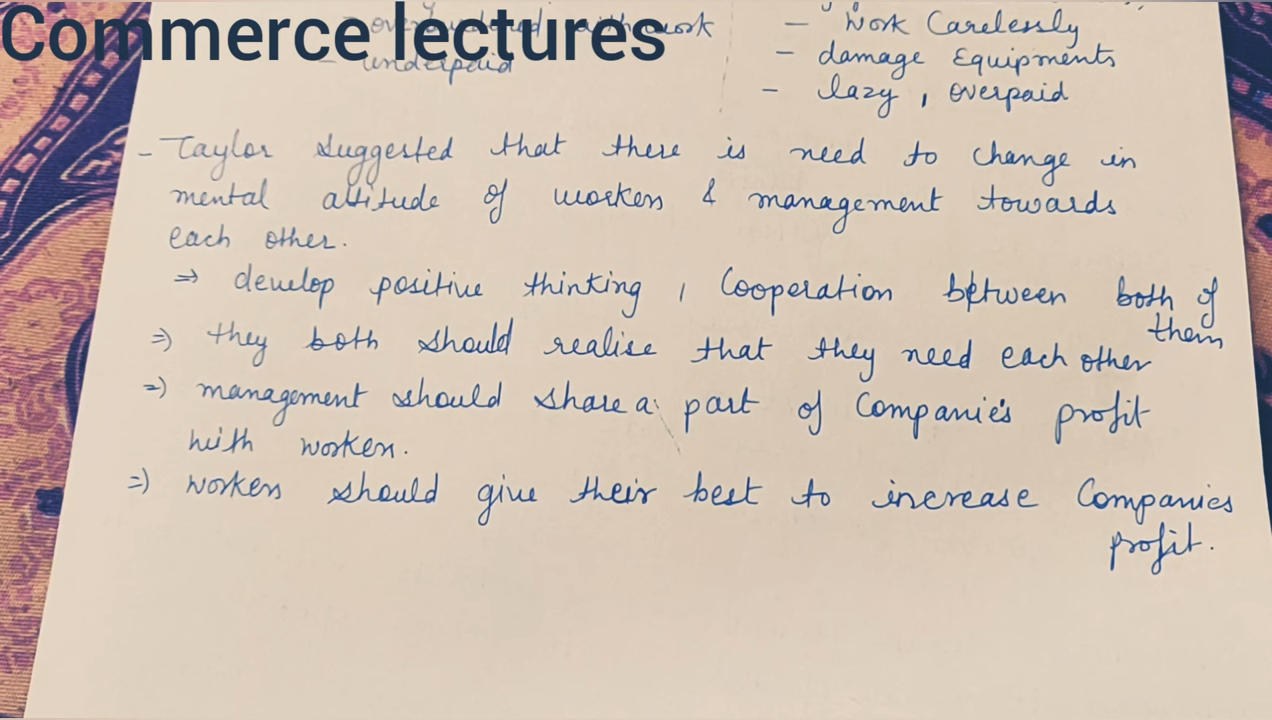 Commerce lectures
with work
- underpaid
- Work Carelessly
- damage Equipments
- lazy, overpaid
- Taylor suggested that there is need to change in
mental attitude of workers & management towards
each other.
⇒ develop positive thinking, Cooperation between both of
them
⇒ they both should realise that they need each other
⇒ management should share a part of Companie's profit
with workers.
⇒ workers should give their best to increase Companies
profit.